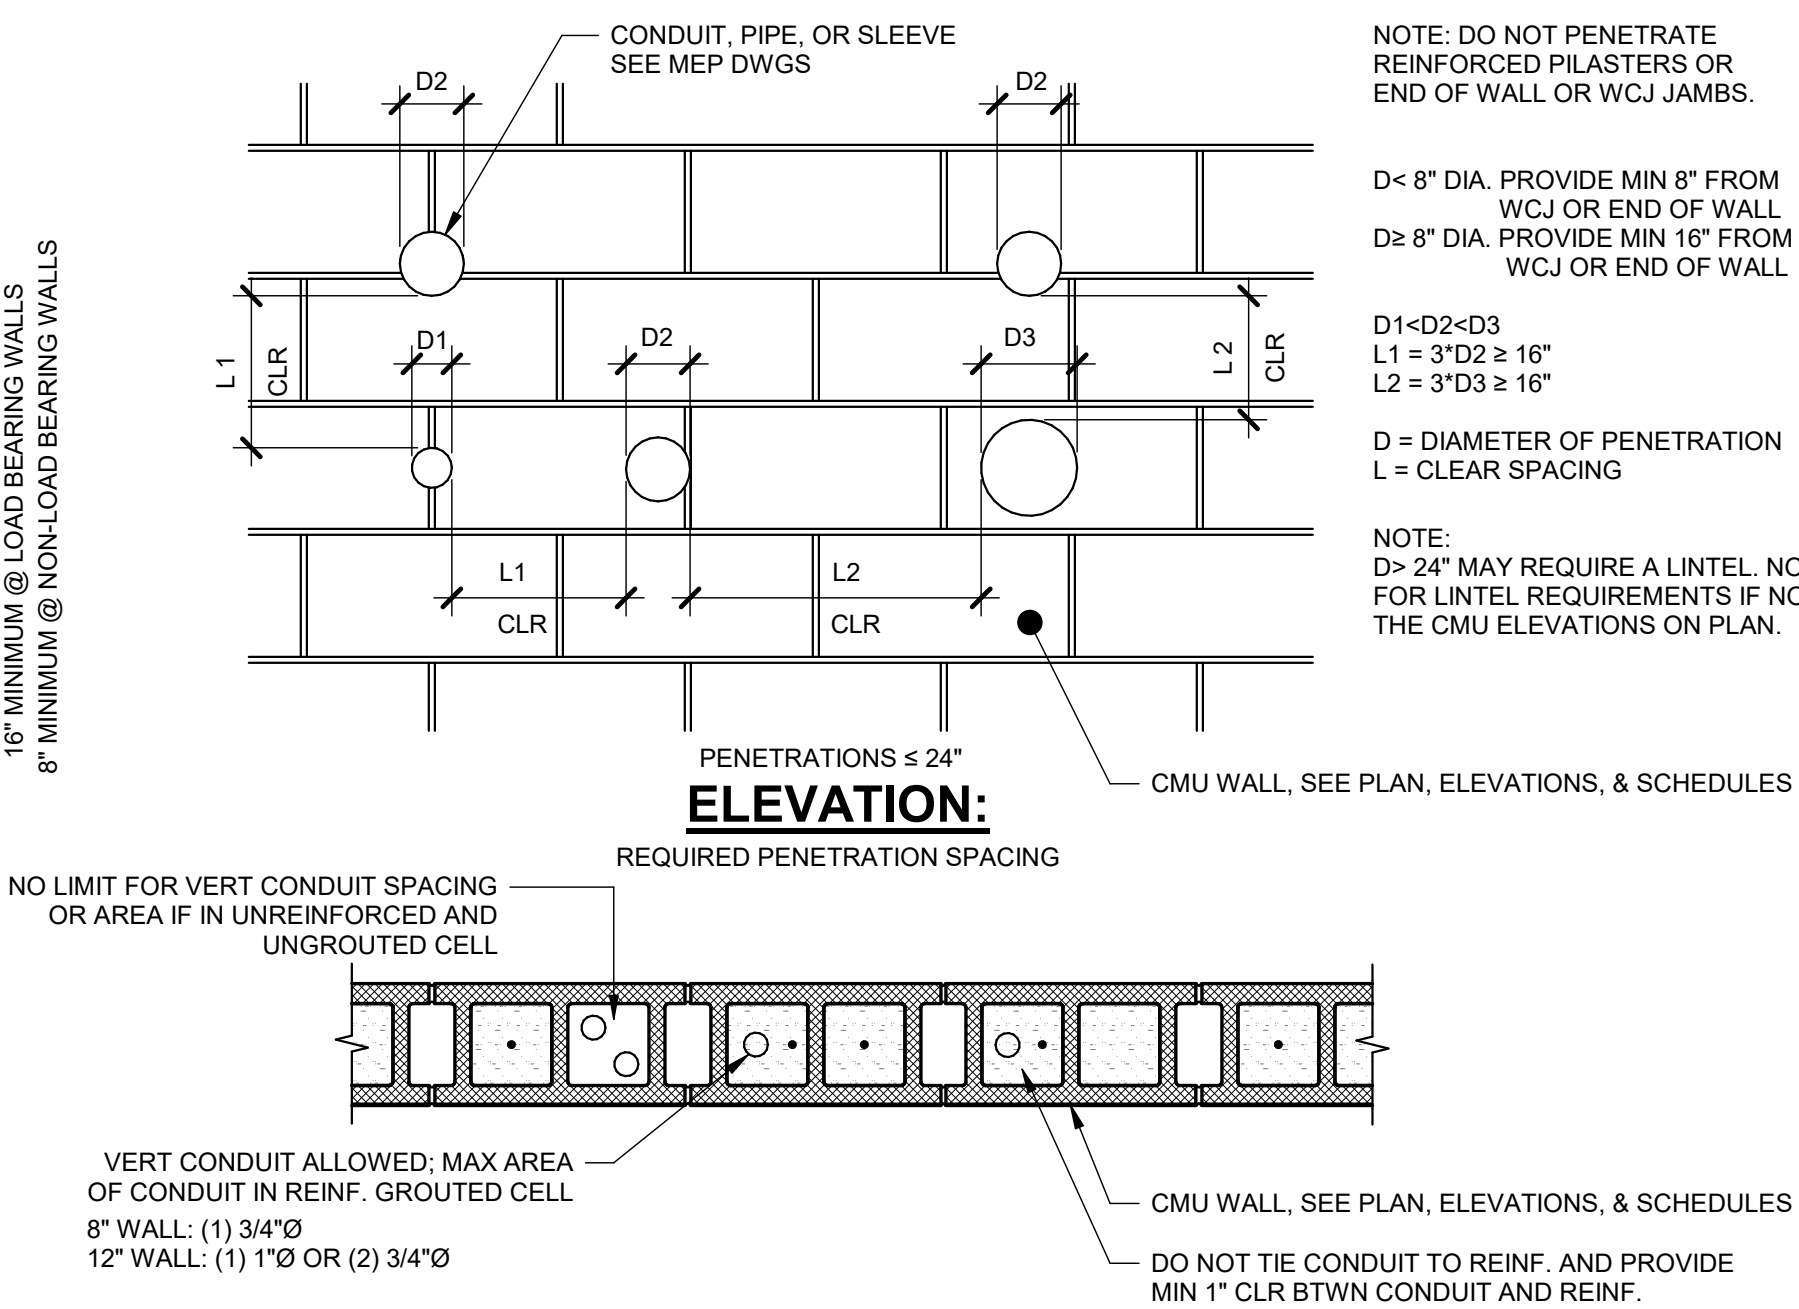 CONDUIT, PIPE, OR SLEEVE
SEE MEP DWGS
D2
D2
NOTE: DO NOT PENETRATE
REINFORCED PILASTERS OR
END OF WALL OR WCJ JAMBS.
D< 8" DIA. PROVIDE MIN 8" FROM
WCJ OR END OF WALL
D≥ 8" DIA. PROVIDE MIN 16" FROM
WCJ OR END OF WALL
16" MINIMUM @ LOAD BEARING WALLS
8" MINIMUM @ NON-LOAD BEARING WALLS
L 1
CLR
D1
D2
D3
L 2
CLR
D1<D2<D3
L1 = 3*D2 ≥ 16"
L2 = 3*D3 ≥ 16"
D = DIAMETER OF PENETRATION
L = CLEAR SPACING
L1
CLR
L2
CLR
NOTE:
D> 24" MAY REQUIRE A LINTEL.
FOR LINTEL REQUIREMENTS IF
THE CMU ELEVATIONS ON PLAN.
PENETRATIONS ≤ 24"
CMU WALL, SEE PLAN, ELEVATIONS, & SCHEDULES
ELEVATION:
REQUIRED PENETRATION SPACING
NO LIMIT FOR VERT CONDUIT SPACING
OR AREA IF IN UNREINFORCED AND
UNGROUTED CELL
VERT CONDUIT ALLOWED; MAX AREA
OF CONDUIT IN REINF. GROUTED CELL
8" WALL: (1) 3/4"Ø
12" WALL: (1) 1"Ø OR (2) 3/4"Ø
CMU WALL, SEE PLAN, ELEVATIONS, & SCHEDULES
DO NOT TIE CONDUIT TO REINF. AND PROVIDE
MIN 1" CLR BTWN CONDUIT AND REINF.